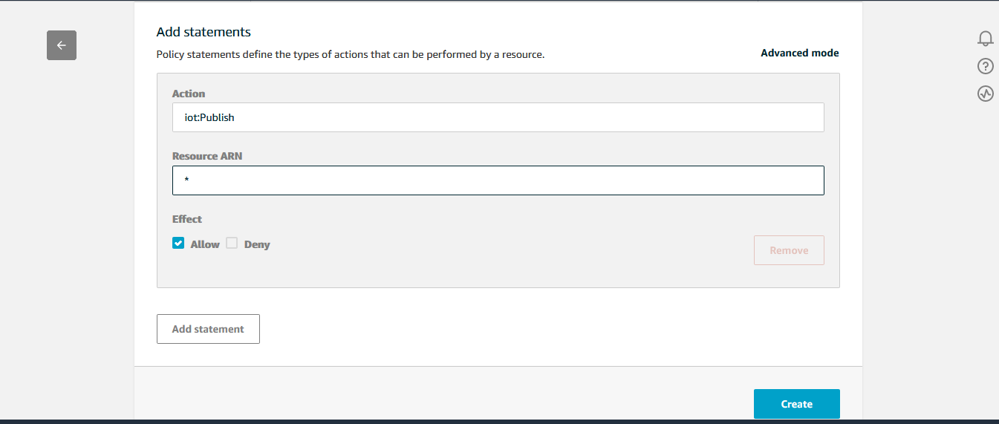 Add statements
Policy statements define the types of actions that can be performed by a resource.
Advanced mode
Action
iot:Publish
Resource ARN
*
Effect
Allow Deny
Remove
Add statement
Create